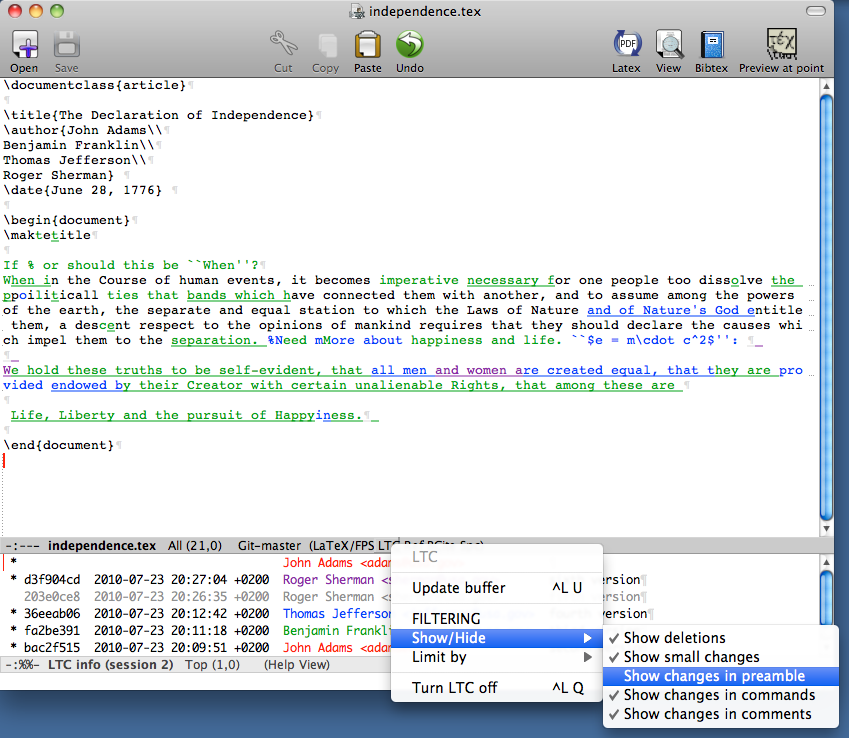 independence.tex
Open Save Cut Copy Paste Undo Latex View Bibtex Preview at point
\documentclass{article}¶
¶
\title{The Declaration of Independence}¶
\author{John Adams\\¶
Benjamin Franklin\\¶
Thomas Jefferson\\¶
Roger Sherman} ¶
\date{June 28, 1776} ¶
¶
\begin{document}¶
\maktetitle¶
¶
If % or should this be ``When''?¶
When in the Course of human events, it becomes imperative necessary for one people too dissolve the
ppoilitticall ties that bands which have connected them with another, and to assume among the powers
of the earth, the separate and equal station to which the Laws of Nature and of Nature's God entitle
them, a descent respect to the opinions of mankind requires that they should declare the causes whi
ch impel them to the separation. %Need mMore about happiness and life. ``$e = m\cdot c^2$'': ¶
¶
We hold these truths to be self-evident, that all men and women are created equal, that they are pro
vided endowed by their Creator with certain unalienable Rights, that among these are ¶
¶
Life, Liberty and the pursuit of Happyiness.¶
¶
\end{document}¶
-:--- independence.tex All (21,0) Git-master (LaTeX/FPS LTC
* John Adams
* d3f904cd 2010-07-23 20:27:04 +0200 Roger Sherman ersion¶
203e0ce8 2010-07-23 20:26:35 +0200 Roger Sherman version¶
* 36eeab06 2010-07-23 20:12:42 +0200 Thomas Jefferson version¶
* fa2be391 2010-07-23 20:11:18 +0200 Benjamin Frankl
* bac2f515 2010-07-23 20:09:51 +0200 John Adams
-:%%- LTC info (session 2) Top (1,0) (Help View)
LTC
Update buffer ^L U
FILTERING
Show/Hide
Limit by
Turn LTC off ^L Q
✓ Show deletions
✓ Show small changes
Show changes in preamble
✓ Show changes in commands
✓ Show changes in comments